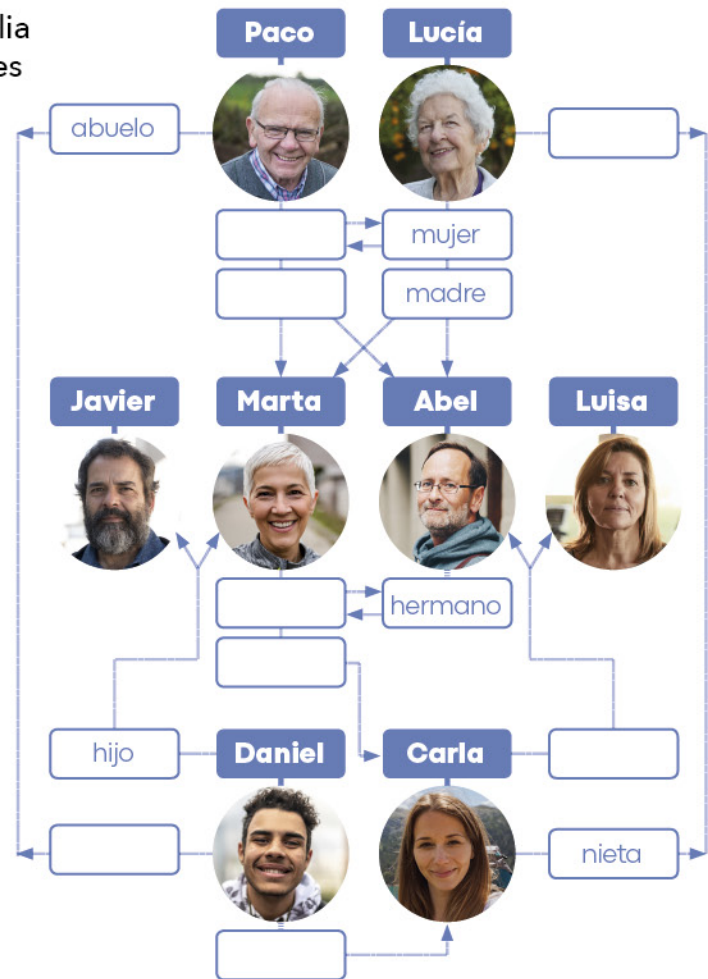 lia
es
Paco
Lucía
abuelo
mujer
madre
Javier
Marta
Abel
Luisa
hermano
hijo
Daniel
Carla
nieta